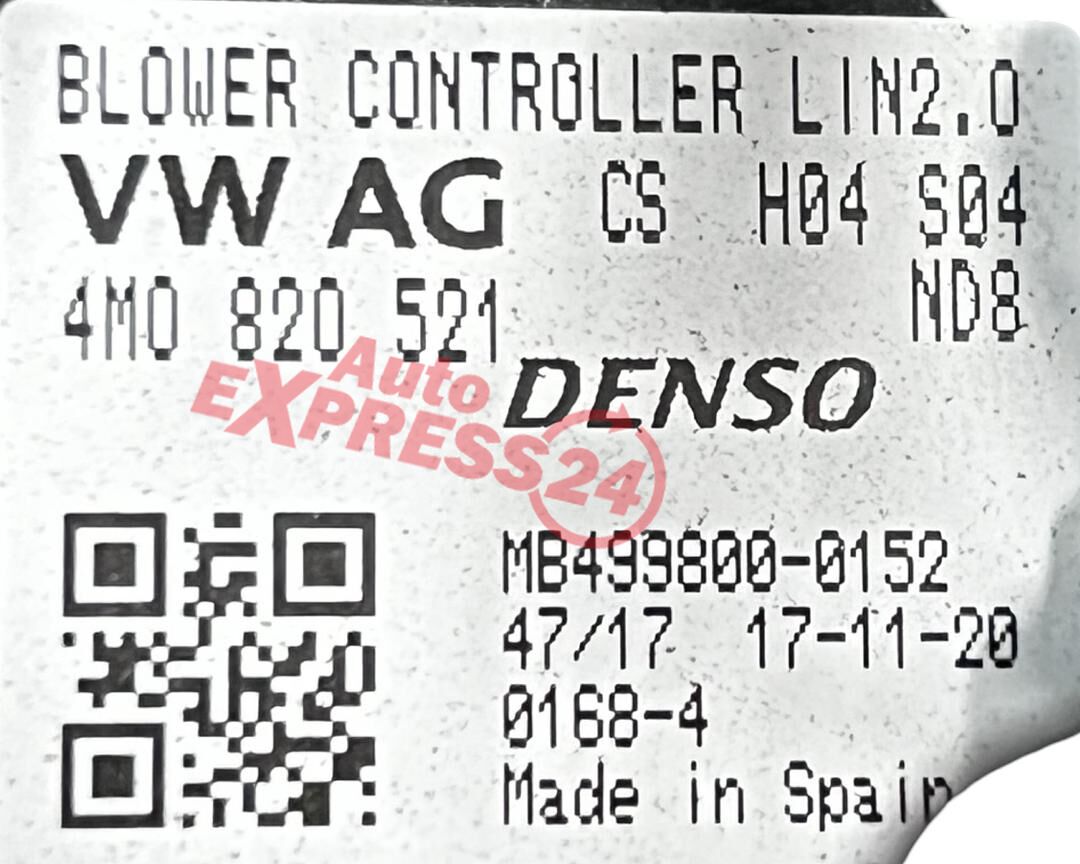 BLOWER CONTROLLER LIN2.0
VW AG CS H04 S04
4M0 820 521 ND8
DENSO
Auto
EXPRESS24
MB499800-0152
47/17 17-11-20
0168-4
Made in Spain